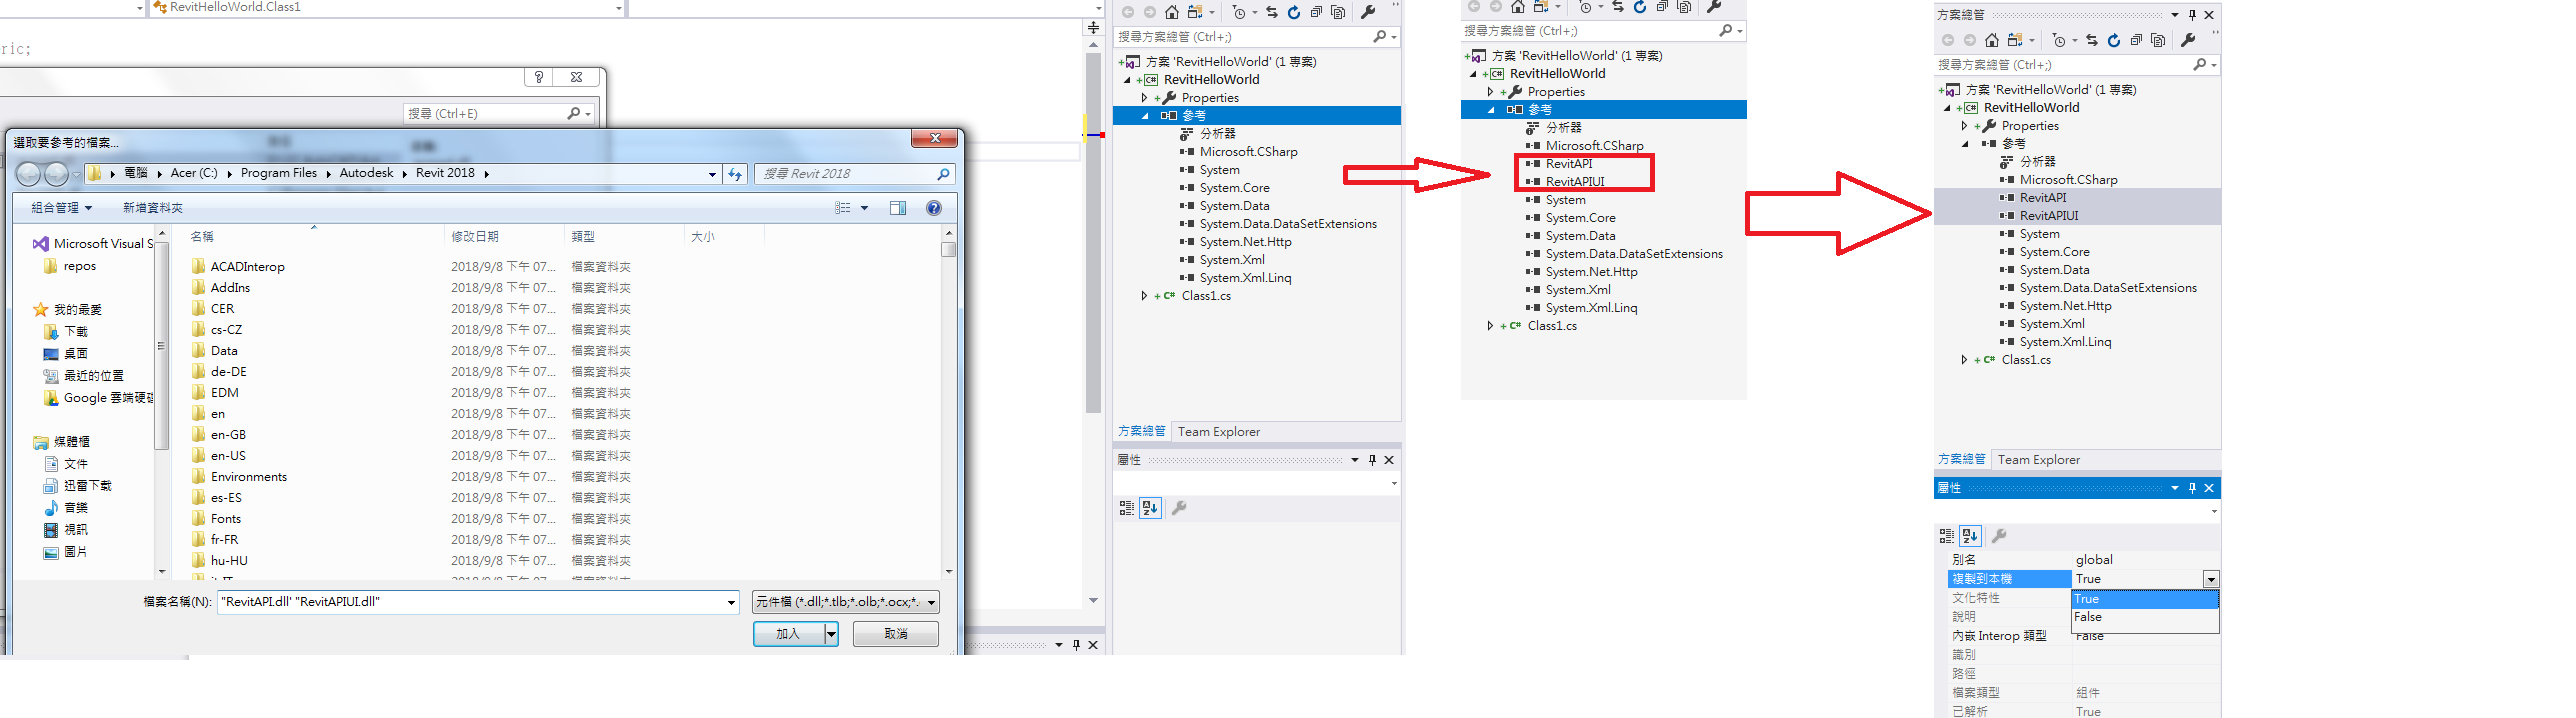 RevitHelloWorld.Class1
ric;
搜尋 (Ctrl+E)
選取要參考的檔案...
電腦 Acer (C:) Program Files Autodesk Revit 2018
搜尋 Revit 2018
組合管理 新增資料夾
Microsoft Visual S
repos
我的最愛
下載
桌面
最近的位置
Google 雲端硬碟
媒體櫃
文件
迅雷下載
音樂
視訊
圖片
名稱 修改日期 類型 大小
ACADInterop 2018/9/8 下午 07... 檔案資料夾
AddIns 2018/9/8 下午 07... 檔案資料夾
CER 2018/9/8 下午 07... 檔案資料夾
cs-CZ 2018/9/8 下午 07... 檔案資料夾
Data 2018/9/8 下午 07... 檔案資料夾
de-DE 2018/9/8 下午 07... 檔案資料夾
EDM 2018/9/8 下午 07... 檔案資料夾
en 2018/9/8 下午 07... 檔案資料夾
en-GB 2018/9/8 下午 07... 檔案資料夾
en-US 2018/9/8 下午 07... 檔案資料夾
Environments 2018/9/8 下午 07... 檔案資料夾
es-ES 2018/9/8 下午 07... 檔案資料夾
Fonts 2018/9/8 下午 07... 檔案資料夾
fr-FR 2018/9/8 下午 07... 檔案資料夾
hu-HU 2018/9/8 下午 07... 檔案資料夾
檔案名稱(N): "RevitAPI.dll' "RevitAPIUI.dll"
元件檔 (*.dll;*.tlb;*.olb;*.ocx;*.
加入 取消
搜尋方案總管 (Ctrl+;)
方案 'RevitHelloWorld' (1 專案)
RevitHelloWorld
Properties
參考
分析器
Microsoft.CSharp
System
System.Core
System.Data
System.Data.DataSetExtensions
System.Net.Http
System.Xml
System.Xml.Linq
Class1.cs
方案總管 Team Explorer
屬性
搜尋方案總管 (Ctrl+;)
方案 'RevitHelloWorld' (1 專案)
RevitHelloWorld
Properties
參考
分析器
Microsoft.CSharp
RevitAPI
RevitAPIUI
System
System.Core
System.Data
System.Data.DataSetExtensions
System.Net.Http
System.Xml
System.Xml.Linq
Class1.cs
方案總管
搜尋方案總管 (Ctrl+;)
方案 'RevitHelloWorld' (1 專案)
RevitHelloWorld
Properties
參考
分析器
Microsoft.CSharp
RevitAPI
RevitAPIUI
System
System.Core
System.Data
System.Data.DataSetExtensions
System.Net.Http
System.Xml
System.Xml.Linq
Class1.cs
方案總管 Team Explorer
屬性
別名 global
複製到本機 True
文化特性 True
說明 False
內嵌 Interop 類型 False
識別
路徑
檔案類型 組件
已解析 True